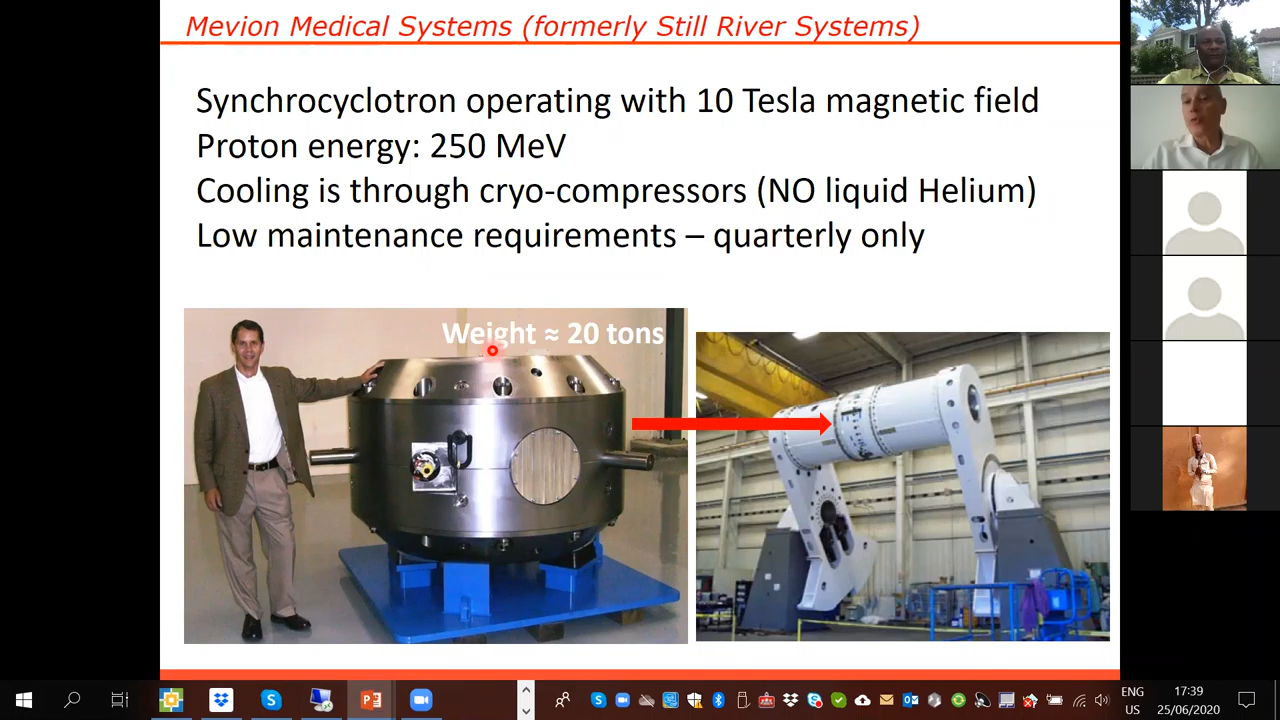 Mevion Medical Systems (formerly Still River Systems)
Synchrocyclotron operating with 10 Tesla magnetic field
Proton energy: 250 MeV
Cooling is through cryo-compressors (NO liquid Helium)
Low maintenance requirements – quarterly only
Weight ≈ 20 tons
ENG
US
17:39
25/06/2020